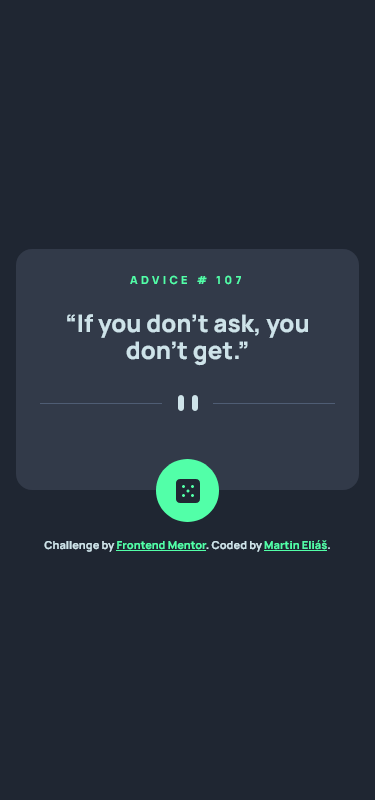 ADVICE # 107
“If you don’t ask, you
don’t get.”
Challenge by Frontend Mentor. Coded by Martin Eliáš.